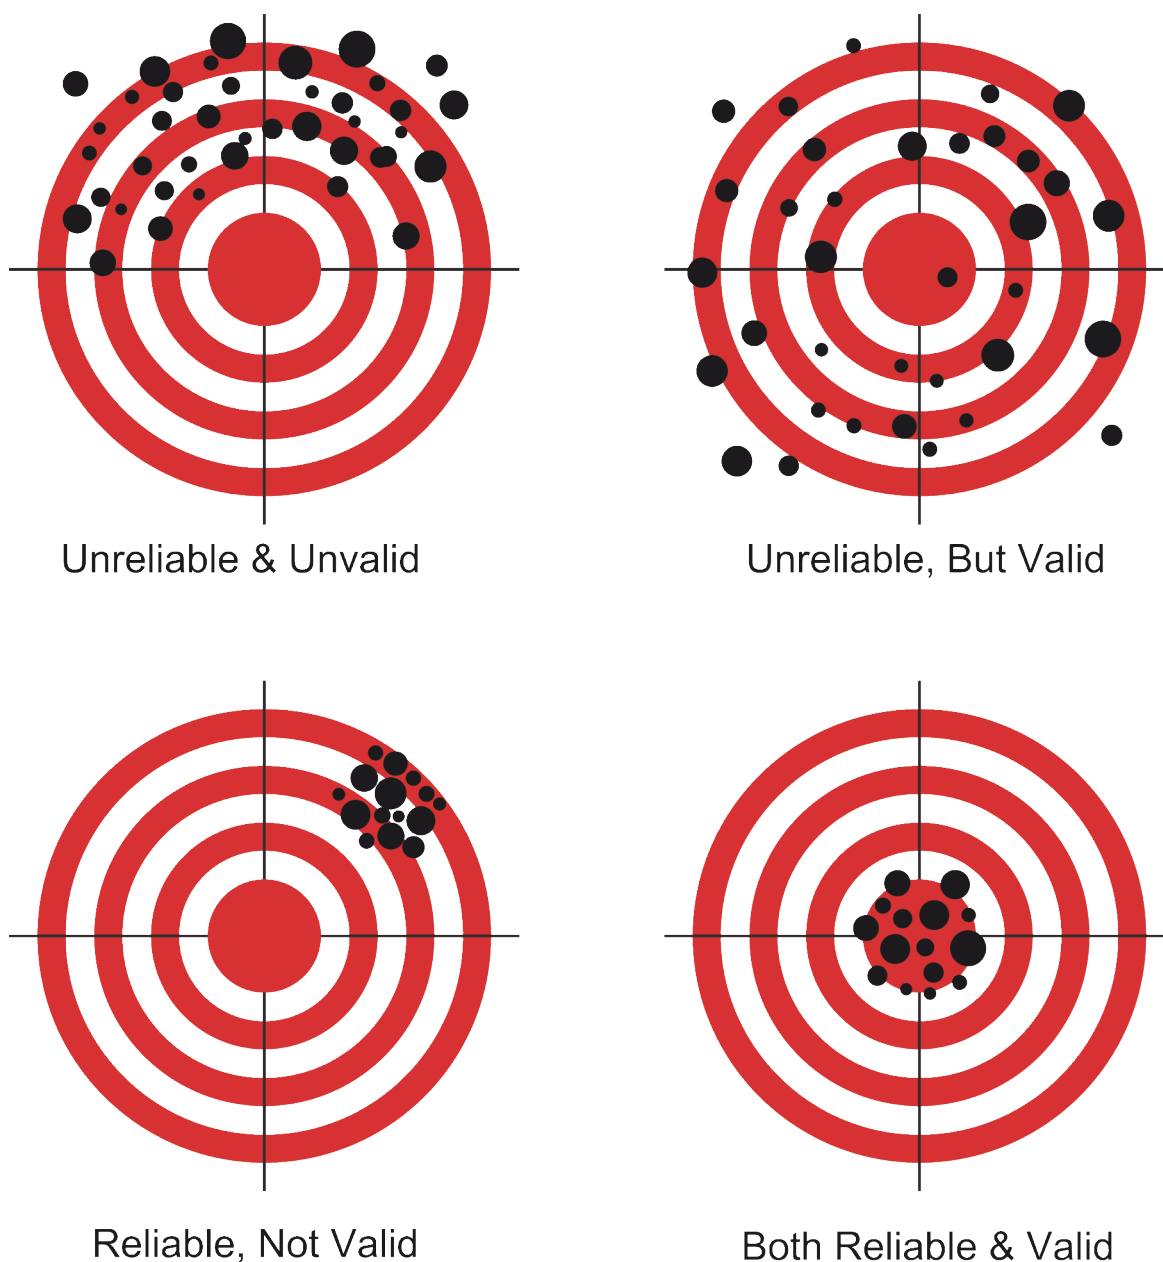 Unreliable & Unvalid
Unreliable, But Valid
Reliable, Not Valid
Both Reliable & Valid